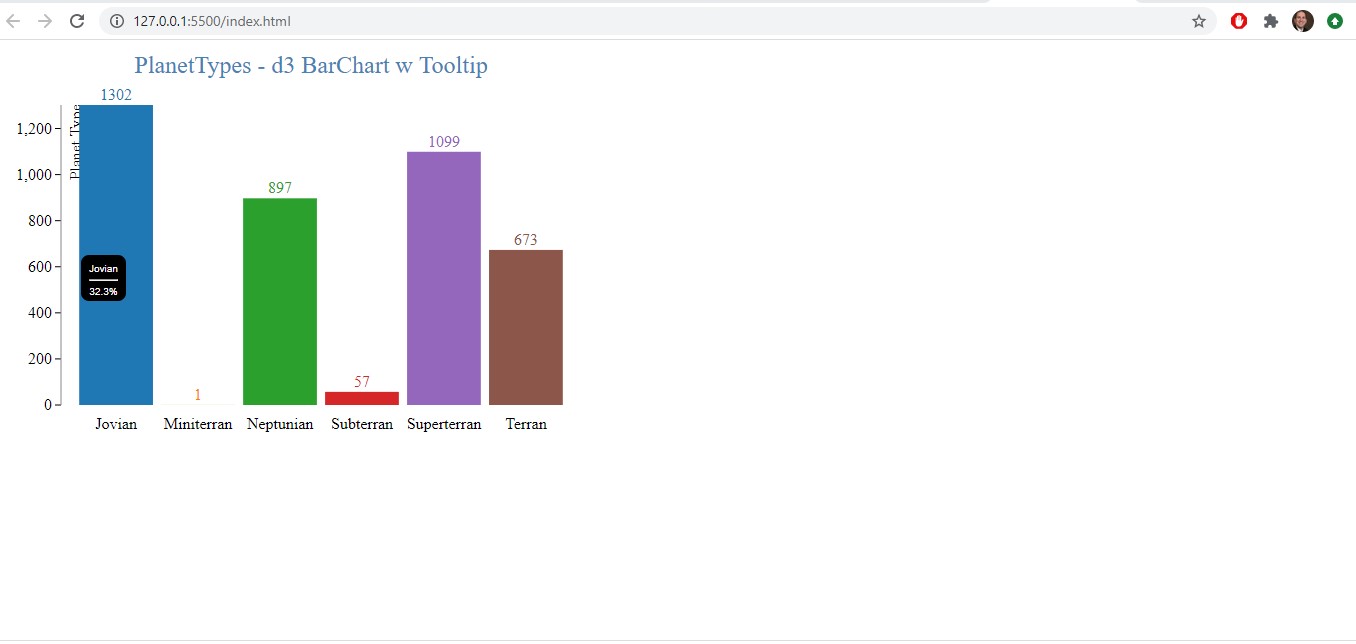 127.0.0.1:5500/index.html
PlanetTypes - d3 BarChart w Tooltip
1302
1,200
1,000
800
600
400
200
0
Planet Type
Jovian
32.3%
1
897
57
1099
673
Jovian
Miniterran
Neptunian
Subterran
Superterran
Terran